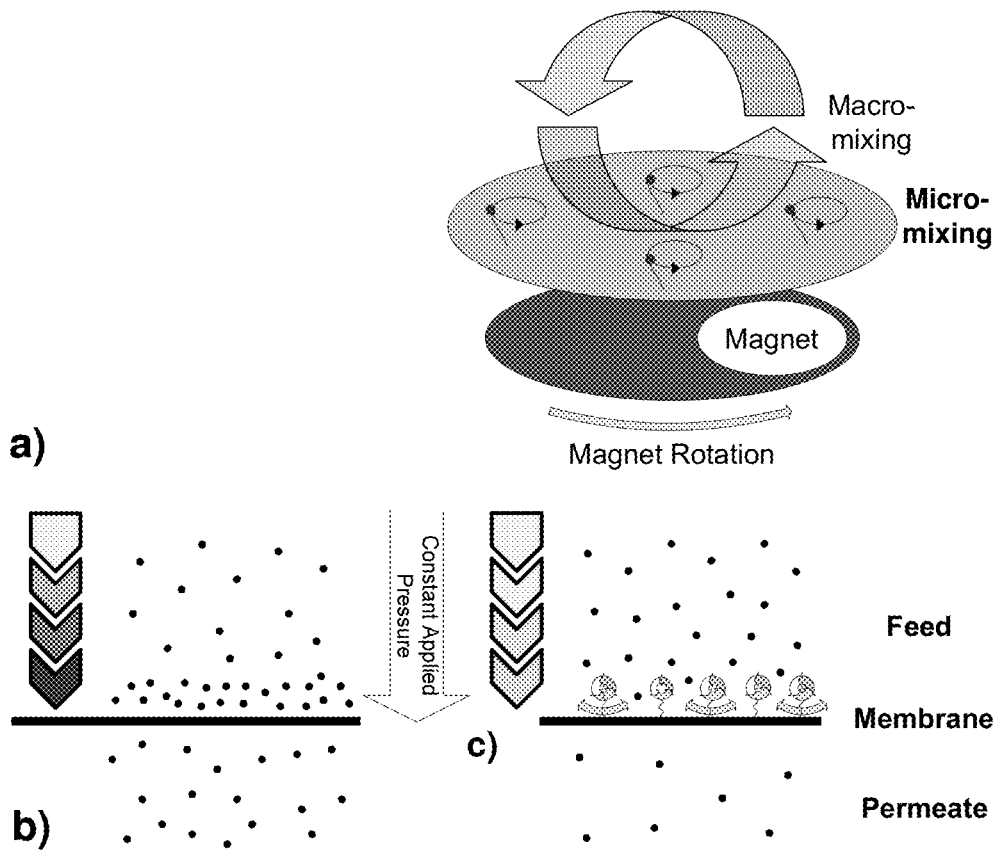 Macro-
mixing
Micro-
mixing
Magnet
Magnet Rotation
a)
Constant Applied
Pressure
Feed
Membrane
c)
Permeate
b)